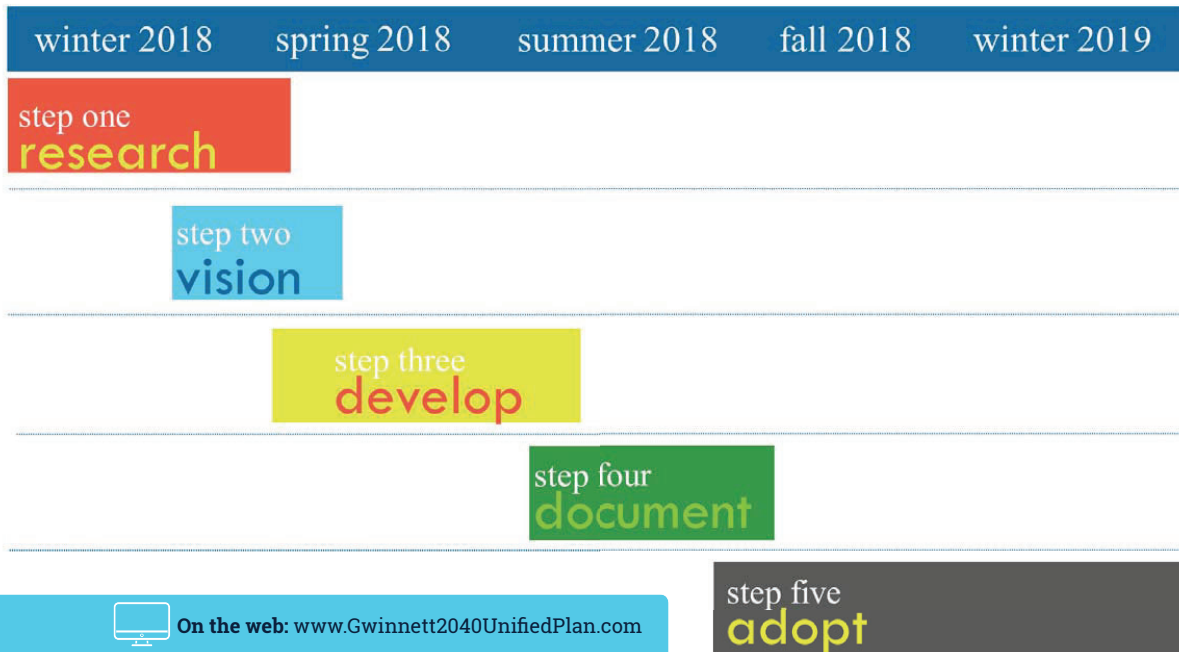 winter 2018 spring 2018 summer 2018 fall 2018 winter 2019
step one
research
step two
vision
step three
develop
step four
document
step five
adopt
On the web: www.Gwinnett2040UnifiedPlan.com